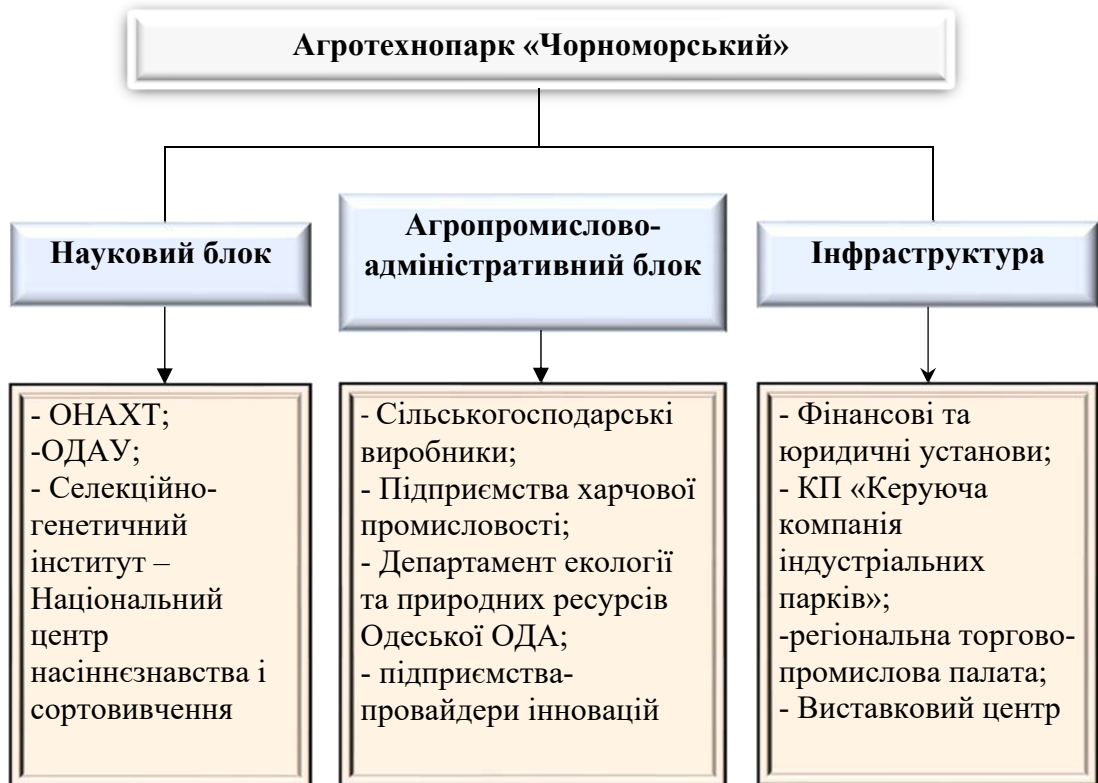 Агротехнопарк «Чорноморський»
Науковий блок
Агропромислово-
адміністративний блок
Інфраструктура
- ОНАХТ;
-ОДАУ;
- Селекційно-
генетичний
інститут –
Національний
центр
насіннєзнавства і
сортовивчення
- Сільськогосподарські
виробники;
- Підприємства харчової
промисловості;
- Департамент екології
та природних ресурсів
Одеської ОДА;
- підприємства-
провайдери інновацій
- Фінансові та
юридичні установи;
- КП «Керуюча
компанія
індустріальних
парків»;
-регіональна торгово-
промислова палата;
- Виставковий центр